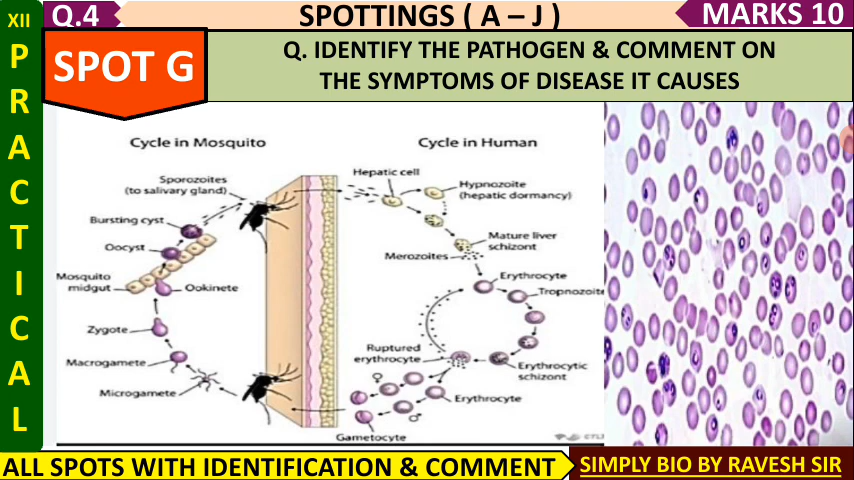 XII
PRACTICAL
Q.4
SPOTTINGS ( A – J )
MARKS 10
SPOT G
Q. IDENTIFY THE PATHOGEN & COMMENT ON
THE SYMPTOMS OF DISEASE IT CAUSES
Cycle in Mosquito
Cycle in Human
Sporozoites
(to salivary gland)
Bursting cyst
Oocyst
Mosquito
midgut
Ookinete
Zygote
Macrogamete
Microgamete
Hepatic cell
Hypnozoite
(hepatic dormancy)
Mature liver
schizont
Merozoites
Erythrocyte
Tropnozoite
Ruptured
erythrocyte
Erythrocytic
schizont
♀
Erythrocyte
♂
Gametocyte
ALL SPOTS WITH IDENTIFICATION & COMMENT
SIMPLY BIO BY RAVESH SIR